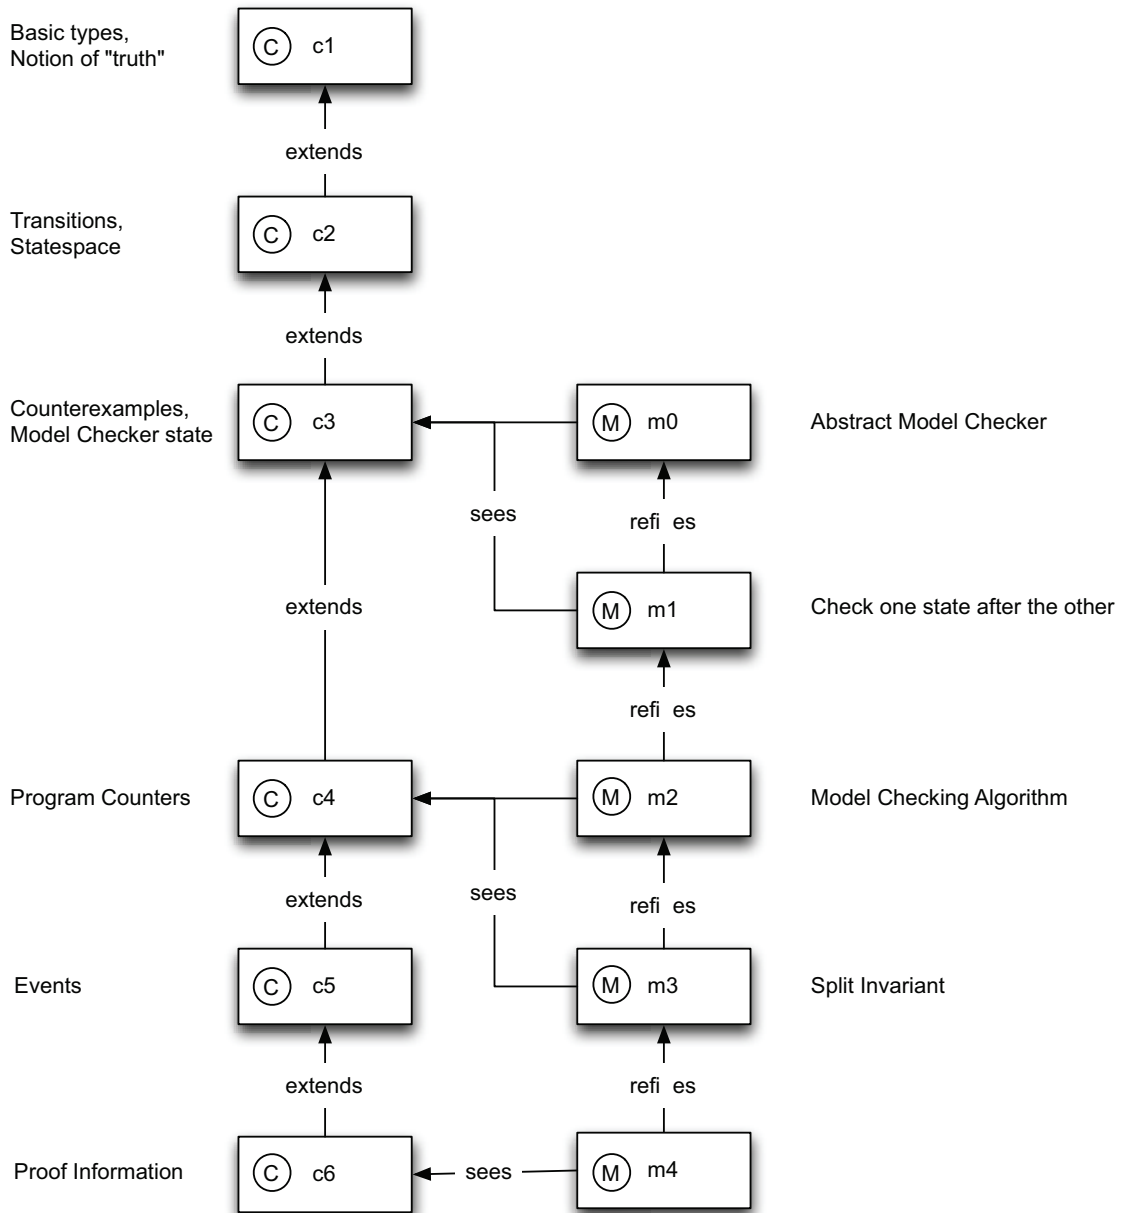 Basic types,
Notion of "truth"
C c1
extends
Transitions,
Statespace
C c2
extends
Counterexamples,
Model Checker state
C c3
M m0
Abstract Model Checker
sees
refi es
extends
M m1
Check one state after the other
refi es
Program Counters
C c4
M m2
Model Checking Algorithm
extends
sees
refi es
Events
C c5
M m3
Split Invariant
extends
refi es
Proof Information
C c6
sees
M m4